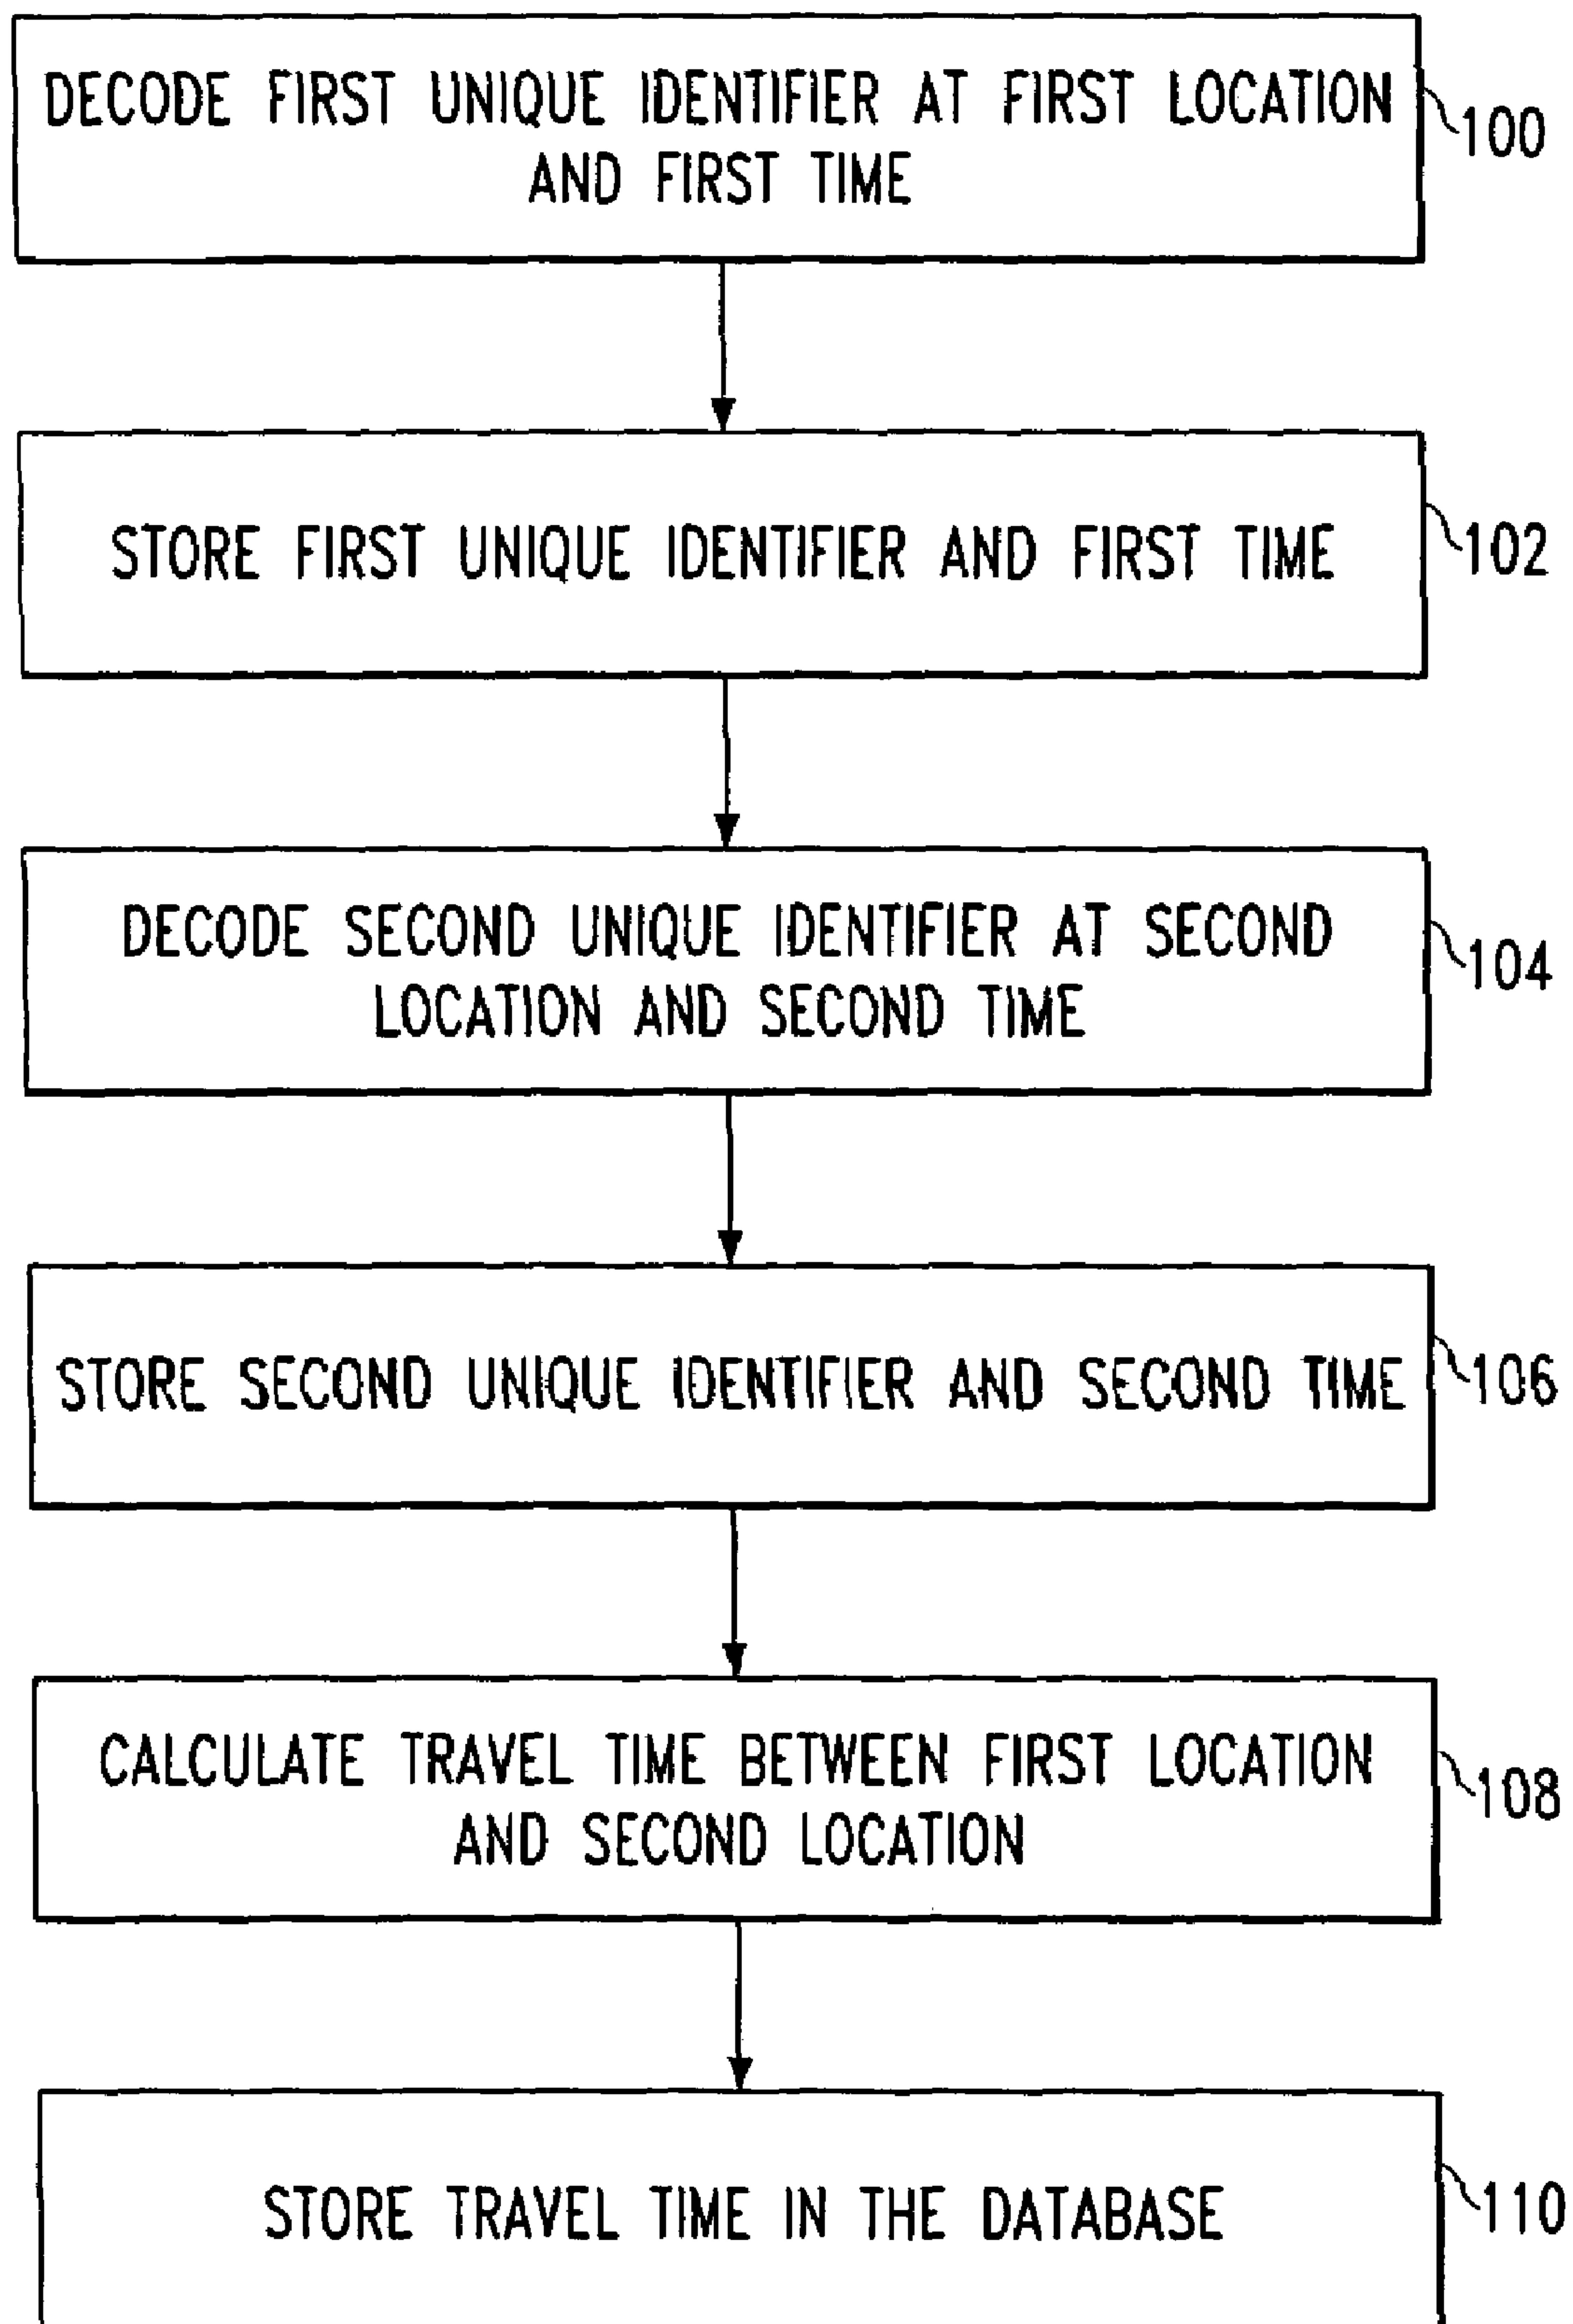 DECODE FIRST UNIQUE IDENTIFIER AT FIRST LOCATION
AND FIRST TIME
100
STORE FIRST UNIQUE IDENTIFIER AND FIRST TIME
102
DECODE SECOND UNIQUE IDENTIFIER AT SECOND
LOCATION AND SECOND TIME
104
STORE SECOND UNIQUE IDENTIFIER AND SECOND TIME
106
CALCULATE TRAVEL TIME BETWEEN FIRST LOCATION
AND SECOND LOCATION
108
STORE TRAVEL TIME IN THE DATABASE
110